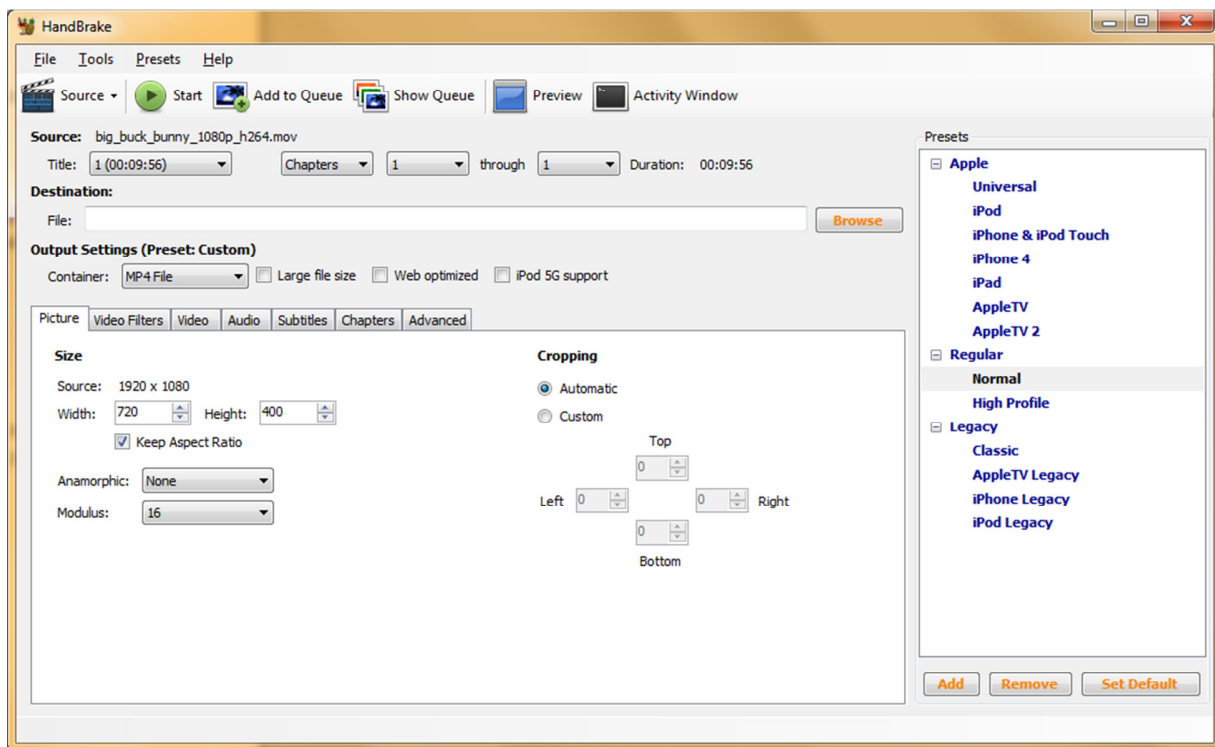 HandBrake
File Tools Presets Help
Source Start Add to Queue Show Queue Preview Activity Window
Source: big_buck_bunny_1080p_h264.mov
Title: 1 (00:09:56) Chapters 1 through 1 Duration: 00:09:56
Destination:
File: Browse
Output Settings (Preset: Custom)
Container: MP4 File Large file size Web optimized iPod 5G support
Picture Video Filters Video Audio Subtitles Chapters Advanced
Size
Source: 1920 x 1080
Width: 720 Height: 400
Keep Aspect Ratio
Anamorphic: None
Modulus: 16
Cropping
Automatic
Custom
Top
0
Left 0 0 Right
0
Bottom
Presets
Apple
Universal
iPod
iPhone & iPod Touch
iPhone 4
iPad
AppleTV
AppleTV 2
Regular
Normal
High Profile
Legacy
Classic
AppleTV Legacy
iPhone Legacy
iPod Legacy
Add Remove Set Default